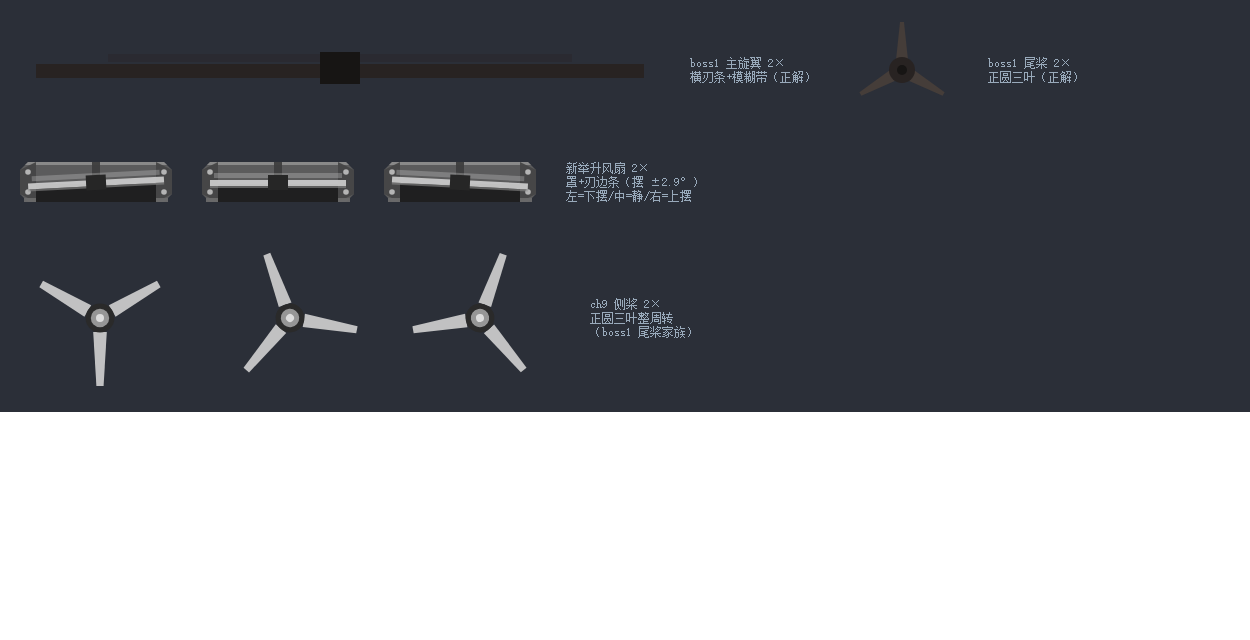 boss1 主旋翼 2×
横刃条+模糊带（正解）
boss1 尾桨 2×
正圆三叶（正解）
新举升风扇 2×
罩+刃边条（摆 ±2.9°）
左=下摆/中=静/右=上摆
ch9 侧桨 2×
正圆三叶整周转
（boss1 尾桨家族）